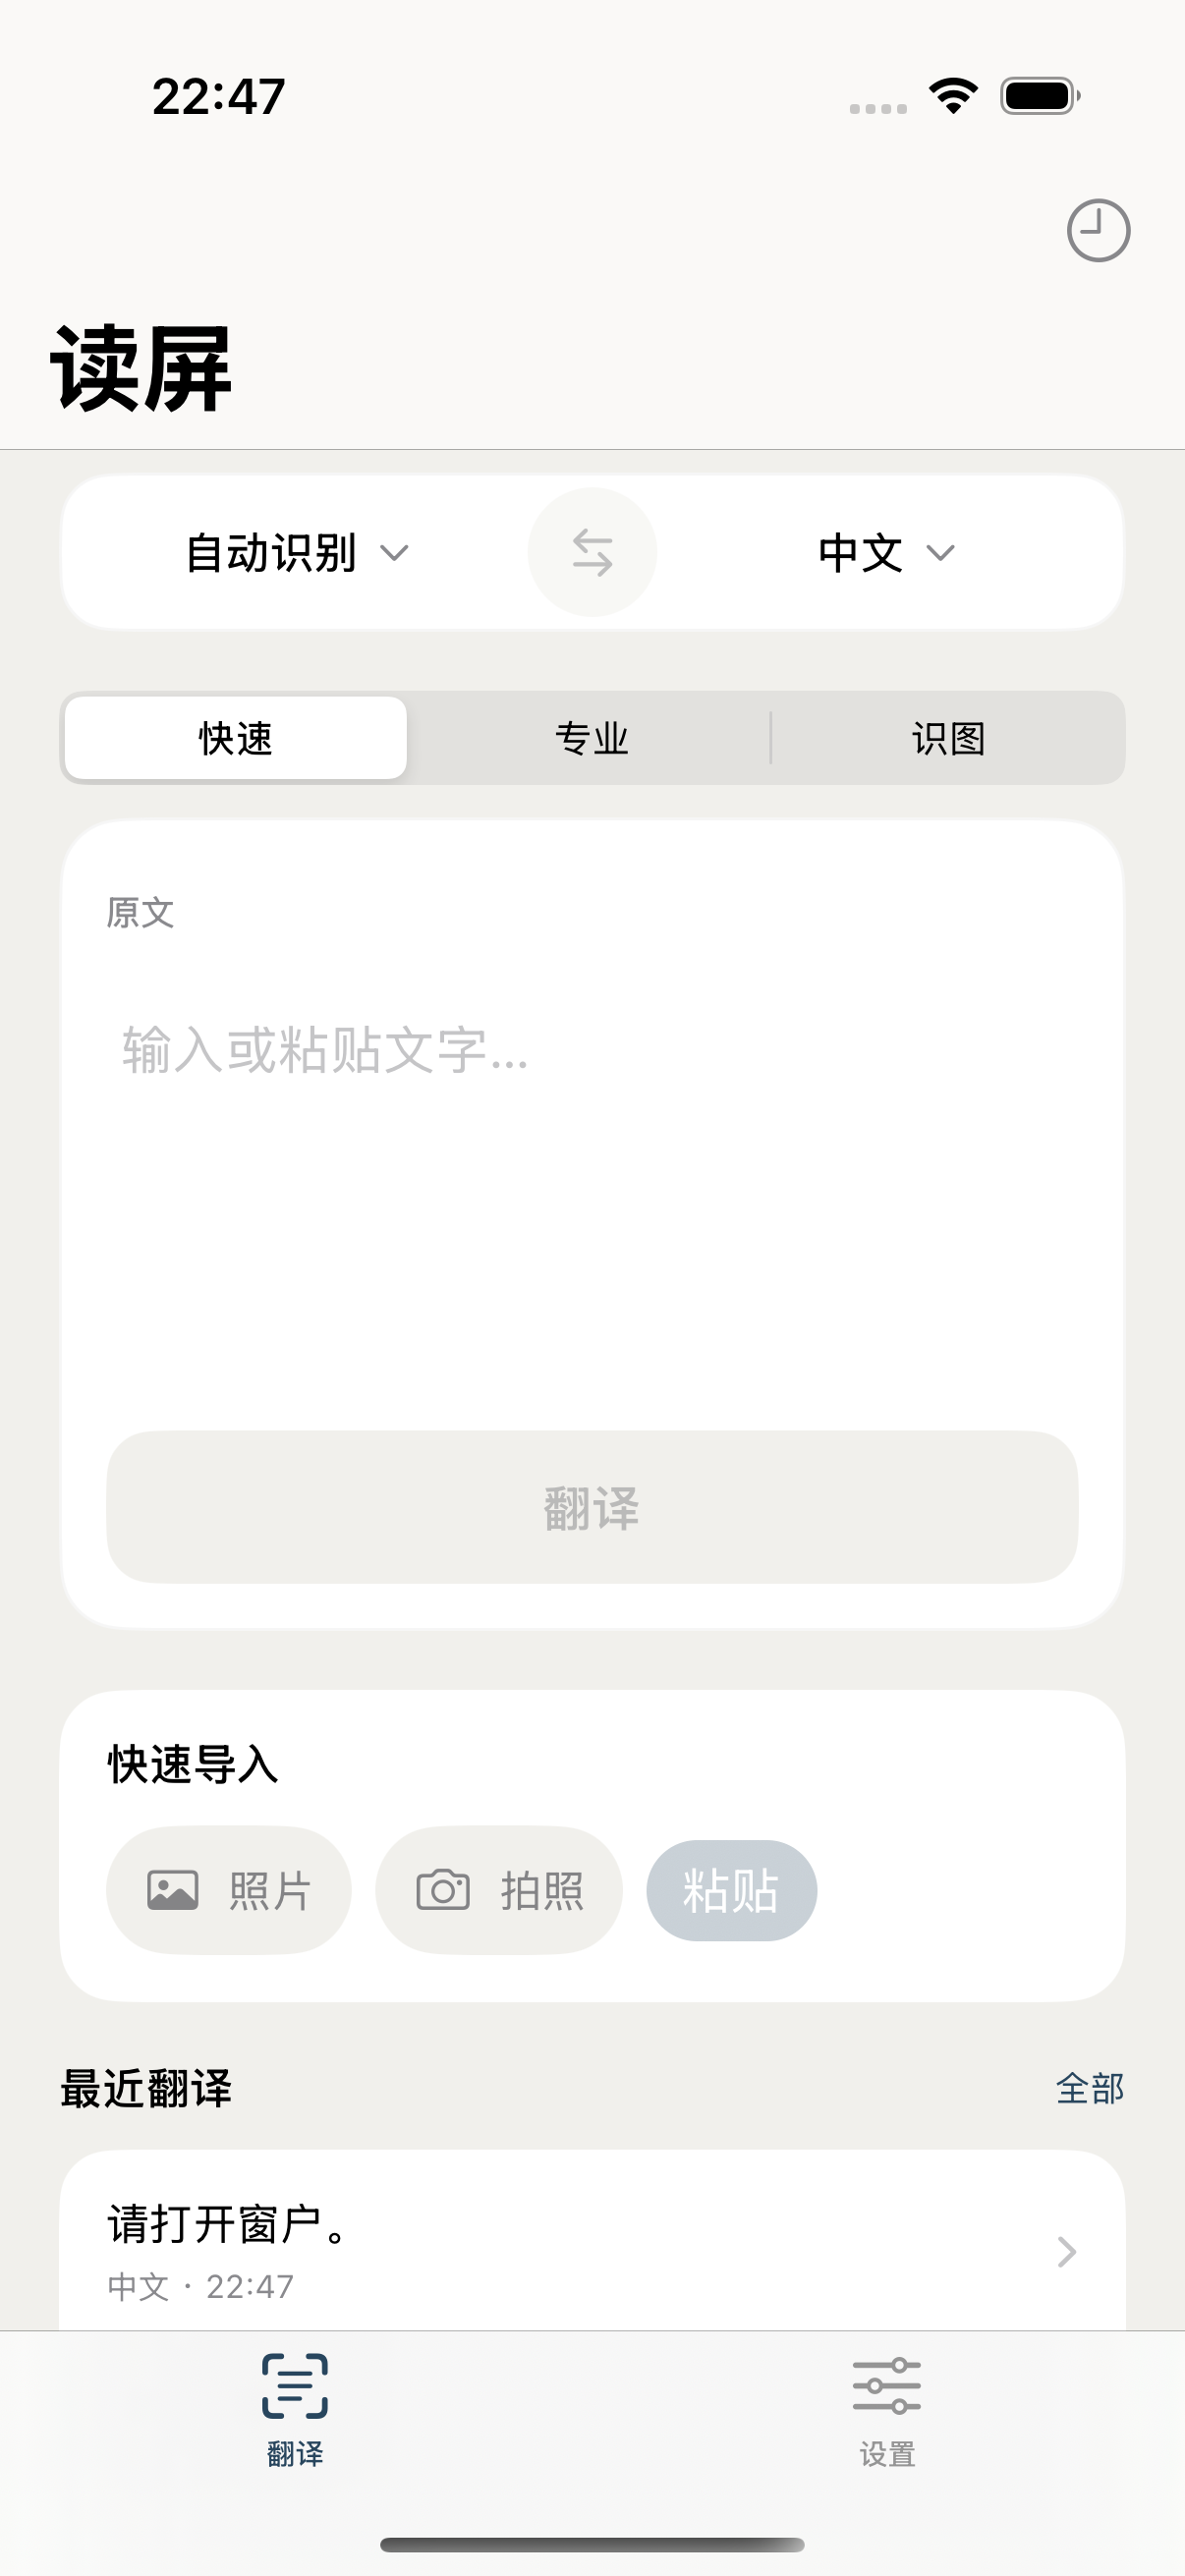 22:47
读屏
自动识别 中文
快速 专业 识图
原文
输入或粘贴文字...
翻译
快速导入
照片 拍照 粘贴
最近翻译 全部
请打开窗户。
中文 · 22:47
翻译 设置